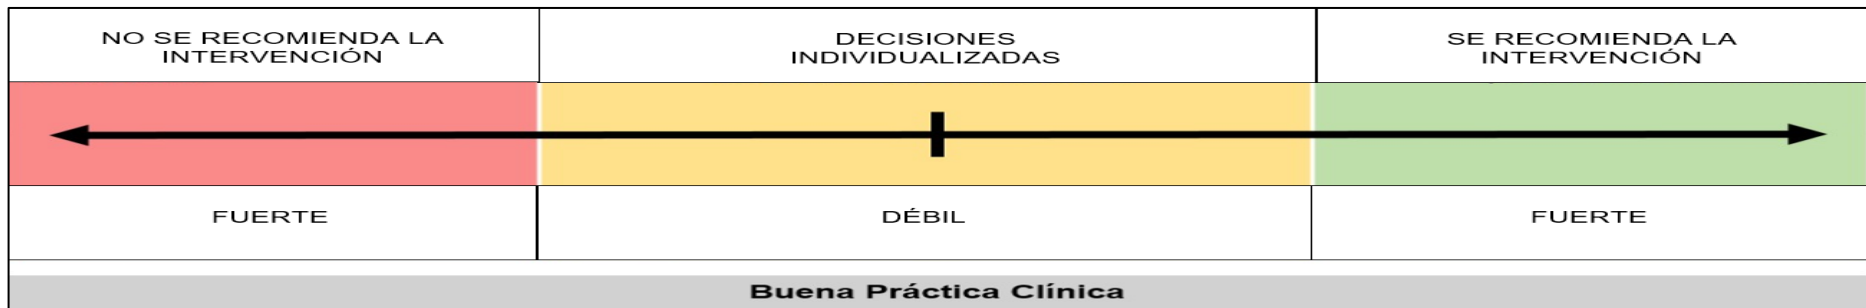 NO SE RECOMIENDA LA
INTERVENCIÓN
DECISIONES
INDIVIDUALIZADAS
SE RECOMIENDA LA
INTERVENCIÓN
FUERTE
DÉBIL
FUERTE
Buena Práctica Clínica